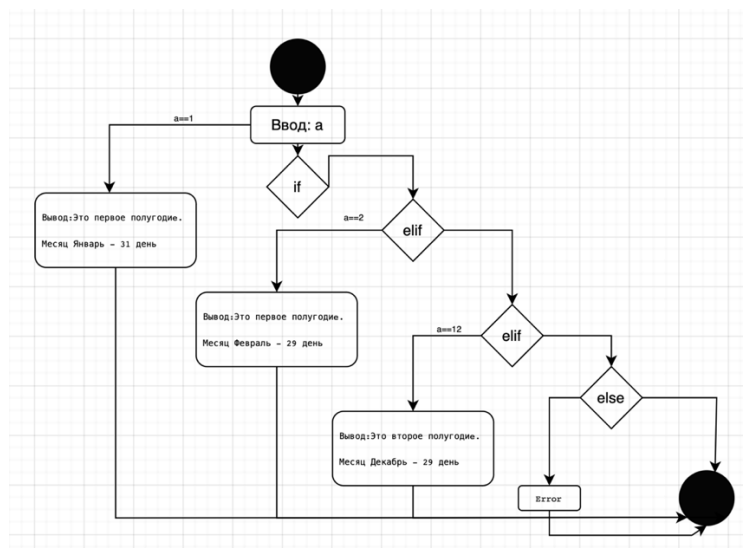 a==1
Ввод: a
if
Вывод:Это первое полугодие.
Месяц Январь – 31 день
a==2
elif
Вывод:Это первое полугодие.
Месяц Февраль – 29 день
a==12
elif
else
Вывод:Это второе полугодие.
Месяц Декабрь – 29 день
Error